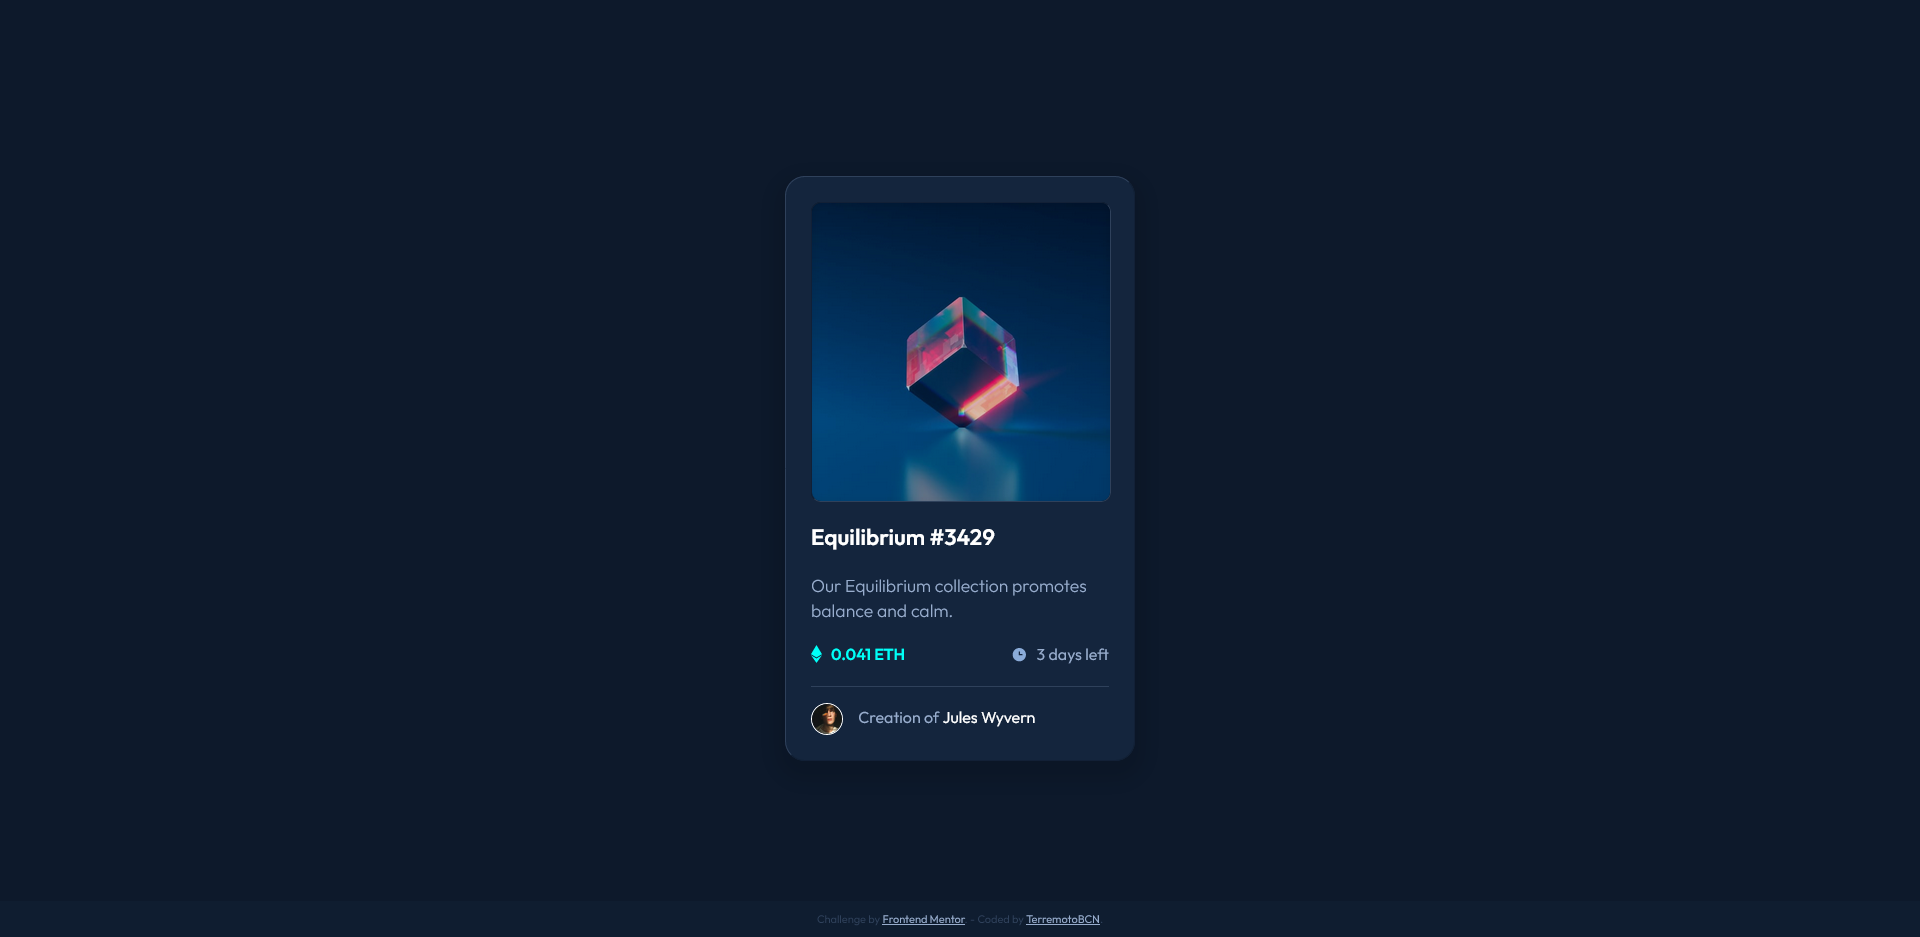 Equilibrium #3429
Our Equilibrium collection promotes
balance and calm.
0.041 ETH
3 days left
Creation of Jules Wyvern
Challenge by Frontend Mentor - Coded by TerremotoBCN.